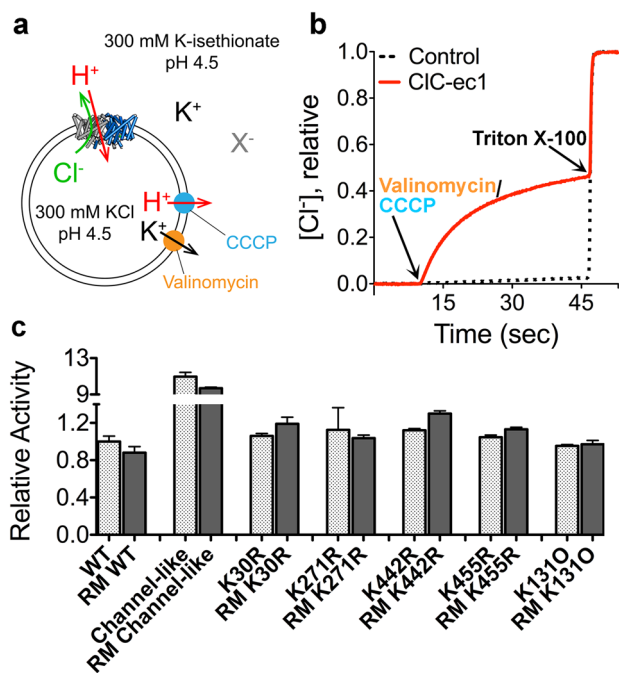 a
300 mM K-isethionate
pH 4.5
H+
K+
X-
Cl-
300 mM KCl
pH 4.5
H+
K+
CCCP
Valinomycin
b
1.0
0.8
0.6
0.4
0.2
0.0
[Cl-], relative
Control
ClC-ec1
Triton X-100
Valinomycin/
CCCP
15
30
45
Time (sec)
c
13
9
1.2
0.8
0.4
0.0
Relative Activity
WT
RM WT
Channel-like
RM Channel-like
K30R
RM K30R
K271R
RM K271R
K442R
RM K442R
K455R
RM K455R
K131O
RM K131O